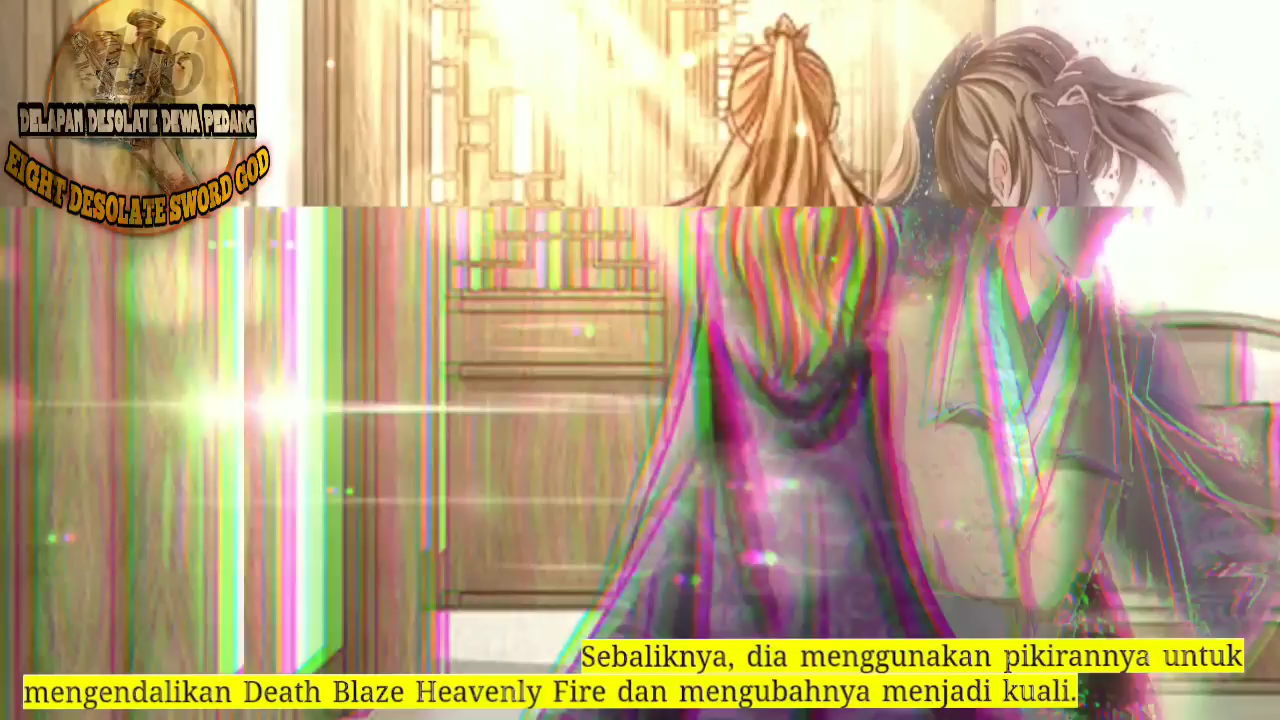 DELAPAN DESOLATE DEWA PEDANG
EIGHT DESOLATE SWORD GOD
Sebaliknya, dia menggunakan pikirannya untuk
mengendalikan Death Blaze Heavenly Fire dan mengubahnya menjadi kuali.